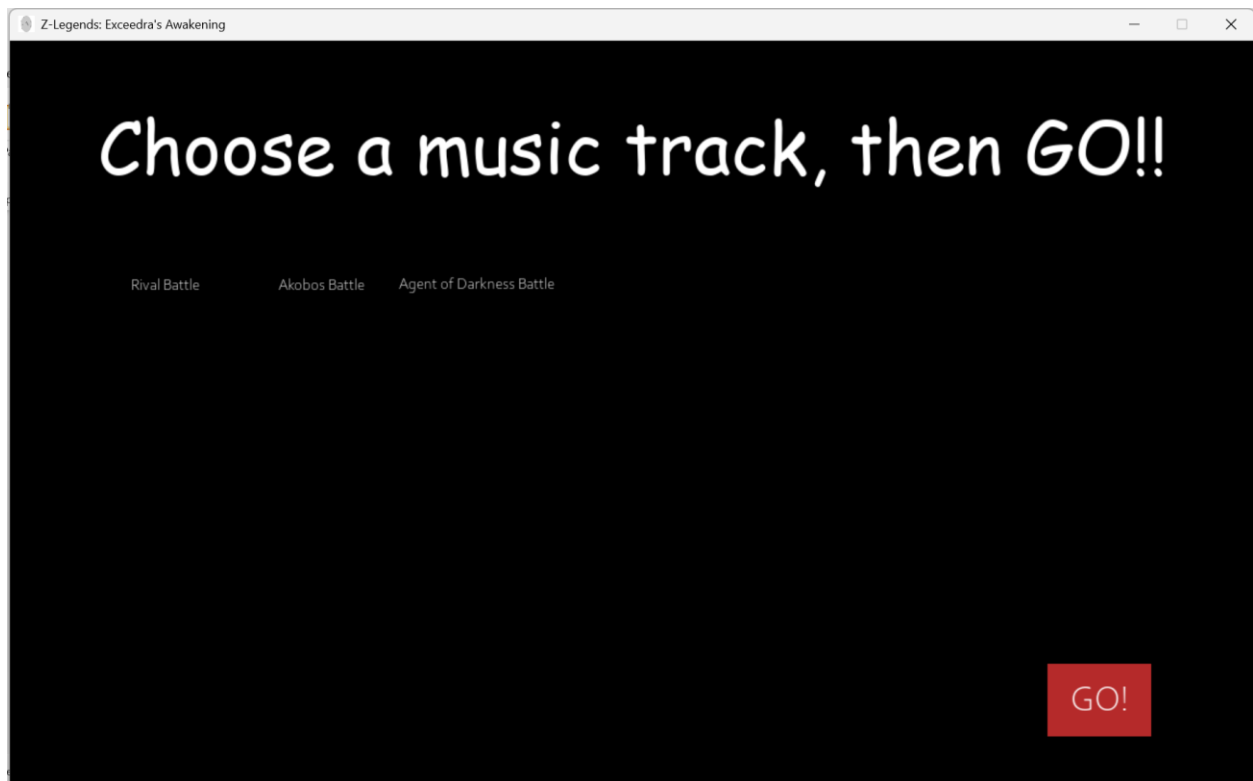 Z-Legends: Exceedra's Awakening
Choose a music track, then GO!!
Rival Battle Akobos Battle Agent of Darkness Battle
GO!